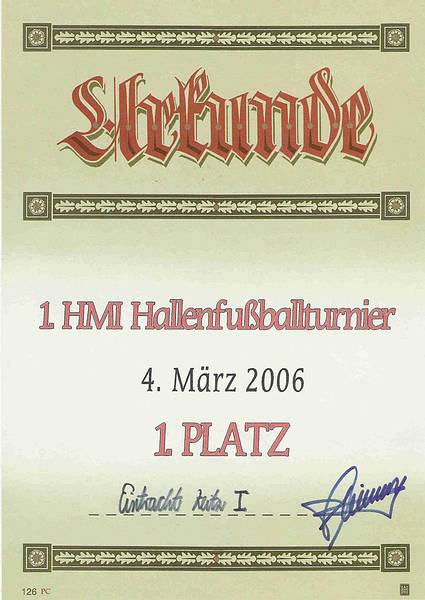 Urkunde
1. HMI Hallenfußballturnier
4. März 2006
1. PLATZ
Eintracht I
126 PC